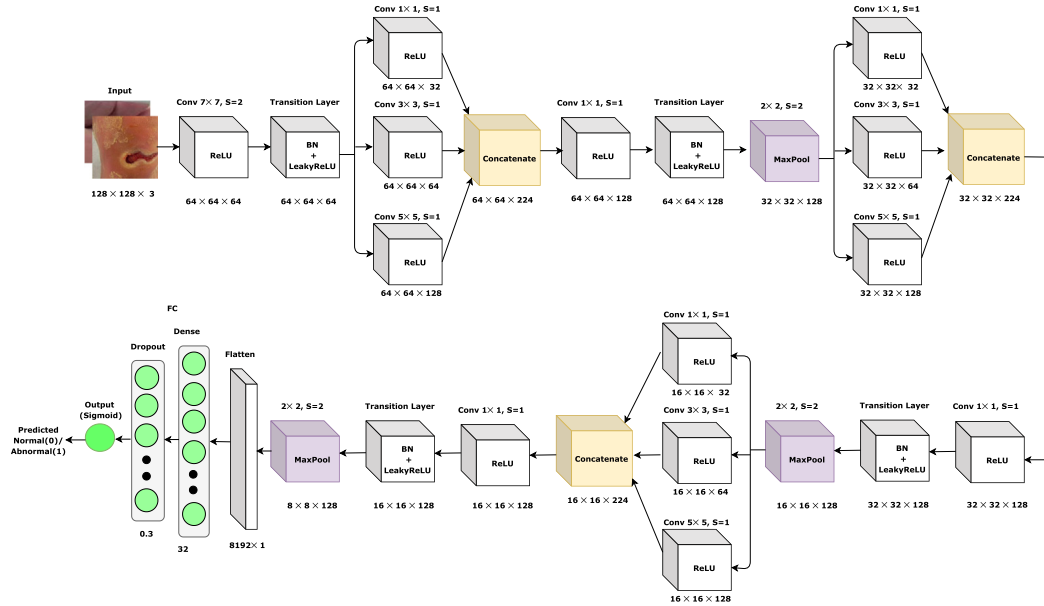 Input
128 × 128 × 3
Conv 7× 7, S=2
ReLU
64 × 64 × 64
Transition Layer
BN
+
LeakyReLU
64 × 64 × 64
Conv 1× 1, S=1
ReLU
64 × 64 × 32
Conv 3× 3, S=1
ReLU
64 × 64 × 64
Conv 5× 5, S=1
ReLU
64 × 64 × 128
Concatenate
64 × 64 × 224
Conv 1× 1, S=1
ReLU
64 × 64 × 128
Transition Layer
BN
+
LeakyReLU
64 × 64 × 128
2× 2, S=2
MaxPool
32 × 32 × 128
Conv 1× 1, S=1
ReLU
32 × 32 × 32
Conv 3× 3, S=1
ReLU
32 × 32 × 64
Conv 5× 5, S=1
ReLU
32 × 32 × 128
Concatenate
32 × 32 × 224
Conv 1× 1, S=1
ReLU
32 × 32 × 128
Transition Layer
BN
+
LeakyReLU
32 × 32 × 128
2× 2, S=2
MaxPool
16 × 16 × 128
Conv 1× 1, S=1
ReLU
16 × 16 × 32
Conv 3× 3, S=1
ReLU
16 × 16 × 64
Conv 5× 5, S=1
ReLU
16 × 16 × 128
Concatenate
16 × 16 × 224
Conv 1× 1, S=1
ReLU
16 × 16 × 128
Transition Layer
BN
+
LeakyReLU
16 × 16 × 128
2× 2, S=2
MaxPool
8 × 8 × 128
Flatten
8192 × 1
FC
Dense
32
Dropout
0.3
Output
(Sigmoid)
Predicted
Normal(0)/
Abnormal(1)